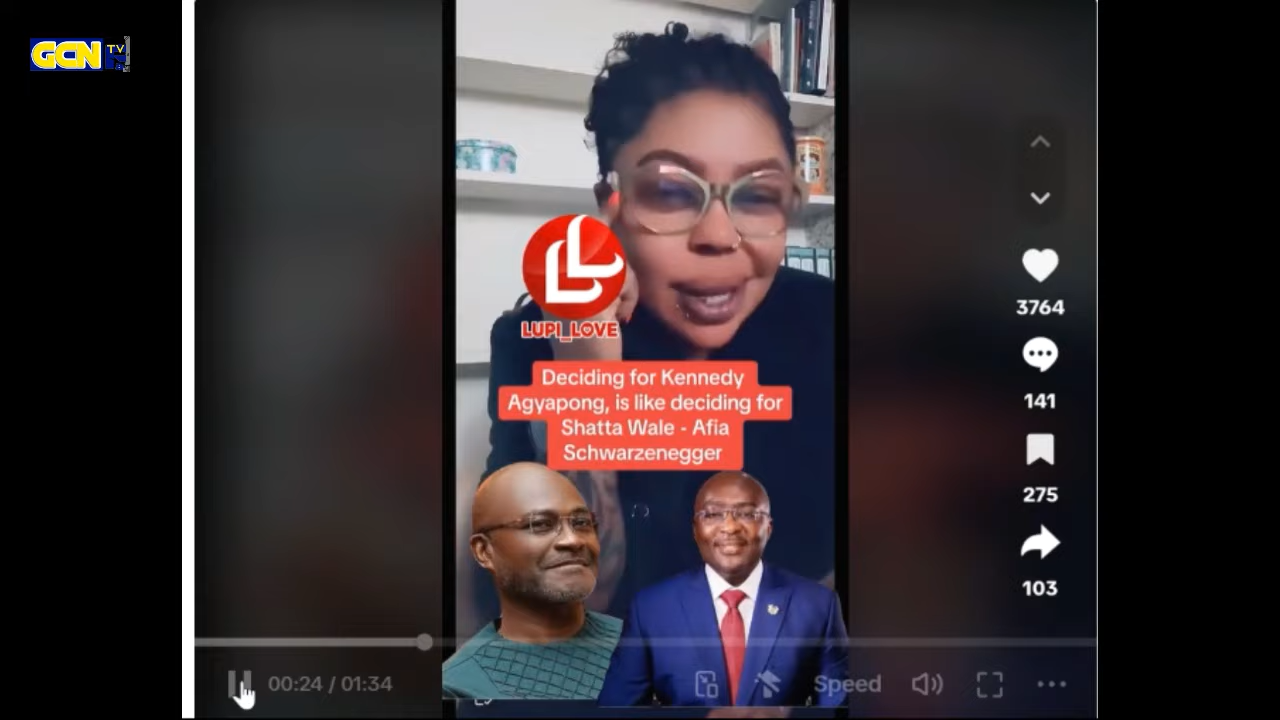 GCN TV
LUPI_LOVE
Deciding for Kennedy
Agyapong, is like deciding for
Shatta Wale - Afia
Schwarzenegger
3764
141
275
103
00:24 / 01:34
Speed